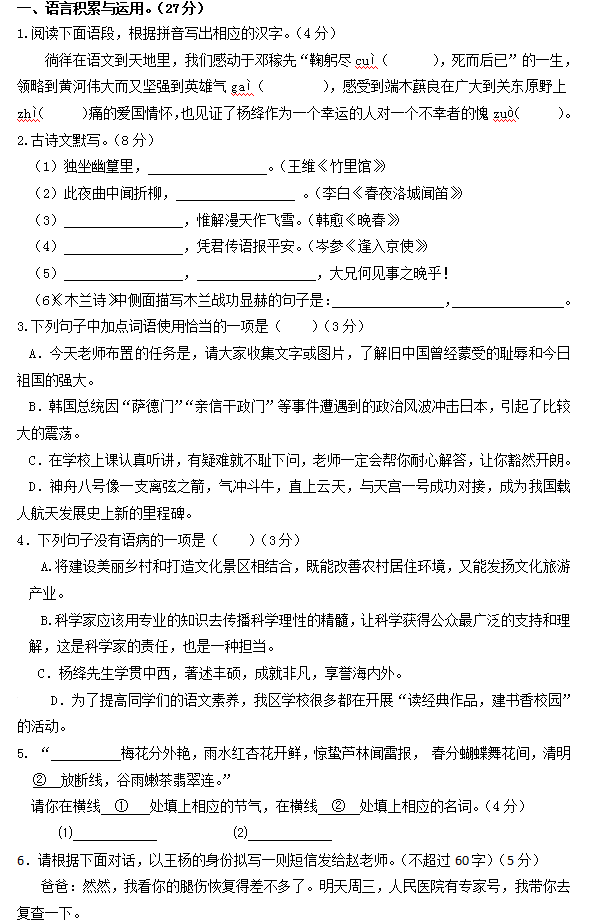 一、语言积累与运用。(27分)
1.阅读下面语段，根据拼音写出相应的汉字。(4分)
徜徉在语文到天地里，我们感动于邓稼先“鞠躬尽cuì（　　），死而后已”的一生，
领略到黄河伟大而又坚强到英雄气gaì（　　），感受到端木蕻良在广大到关东原野上
zhì(　　)痛的爱国情怀，也见证了杨绛作为一个幸运的人对一个不幸者的愧zuò(　　)。
2.古诗文默写。(8分)
（1）独坐幽篁里，________________。(王维《竹里馆》)
（2）此夜曲中闻折柳，________________ 。(李白《春夜洛城闻笛》)
（3）________________，惟解漫天作飞雪。(韩愈《晚春》)
（4）________________，凭君传语报平安。(岑参《逢入京使》)
（5）________________，________________，大兄何见事之晚乎！
（6）《木兰诗》中侧面描写木兰战功显赫的句子是：________________，________________。
3.下列句子中加点词语使用恰当的一项是（　　）(3分)
A．今天老师布置的任务是，请大家收集文字或图片，了解旧中国曾经蒙受的耻辱和今日
祖国的强大。
B．韩国总统因“萨德门”“亲信干政门”等事件遭遇到的政治风波冲击日本，引起了比较
大的震荡。
C．在学校上课认真听讲，有疑难就不耻下问，老师一定会帮你耐心解答，让你豁然开朗。
D．神舟八号像一支离弦之箭，气冲斗牛，直上云天，与天宫一号成功对接，成为我国载
人航天发展史上新的里程碑。
4．下列句子没有语病的一项是（　　）(3分)
A.将建设美丽乡村和打造文化景区相结合，既能改善农村居住环境，又能发扬文化旅游
产业。
B.科学家应该用专业的知识去传播科学理性的精髓，让科学获得公众最广泛的支持和理
解，这是科学家的责任，也是一种担当。
C．杨绛先生学贯中西，著述丰硕，成就非凡，享誉海内外。
D．为了提高同学们的语文素养，我区学校很多都在开展“读经典作品，建书香校园”
的活动。
5. “__________梅花分外艳，雨水红杏花开鲜，惊蛰芦林闻雷报， 春分蝴蝶舞花间，清明
②　放断线，谷雨嫩茶翡翠连。”
请你在横线　①　处填上相应的节气，在横线　②　处填上相应的名词。(4分)
⑴____________　　⑵____________
6．请根据下面对话，以王杨的身份拟写一则短信发给赵老师。(不超过60字)(5分)
爸爸：然然，我看你的腿伤恢复得差不多了。明天周三，人民医院有专家号，我带你去
复查一下。